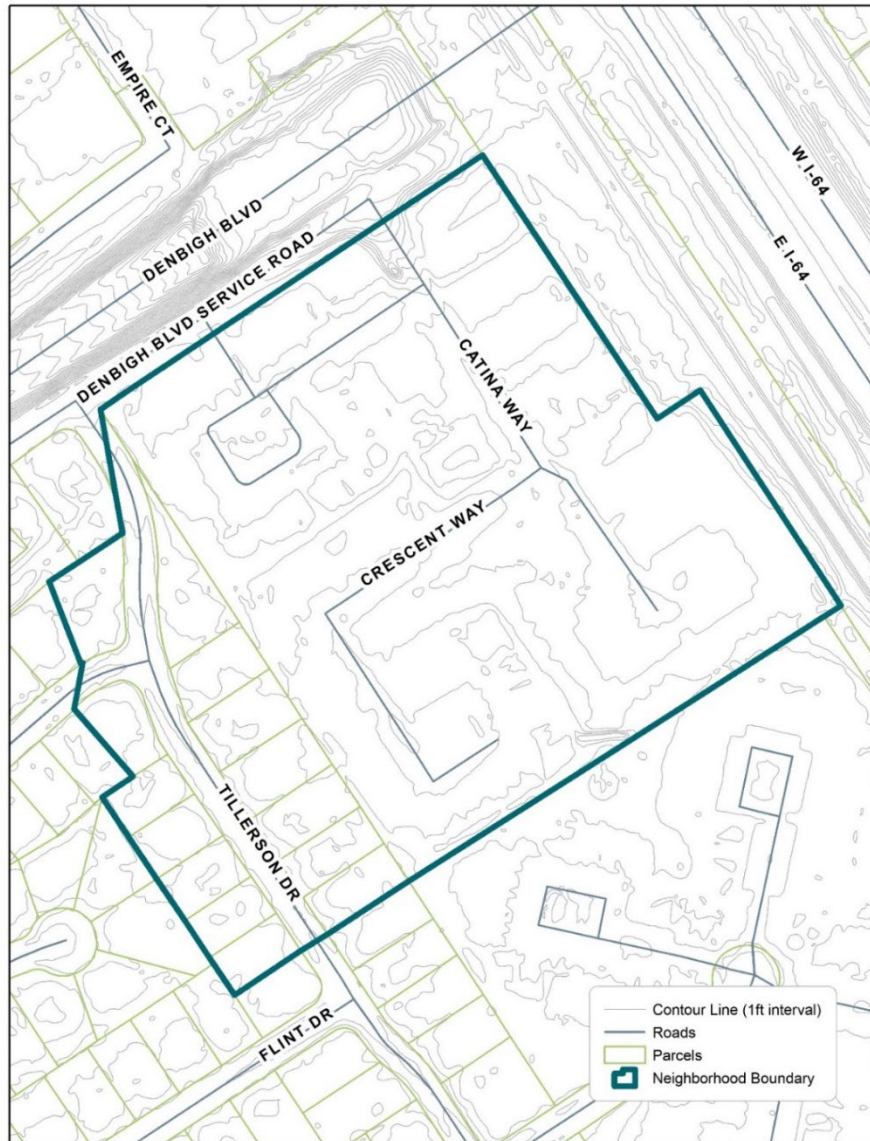 EMPIRE CT
W I-64
E I-64
DENBIGH BLVD
DENBIGH BLVD SERVICE ROAD
CATINA WAY
CRESCENT WAY
TILLERSON DR
FLINT DR
Contour Line (1ft interval)
Roads
Parcels
Neighborhood Boundary